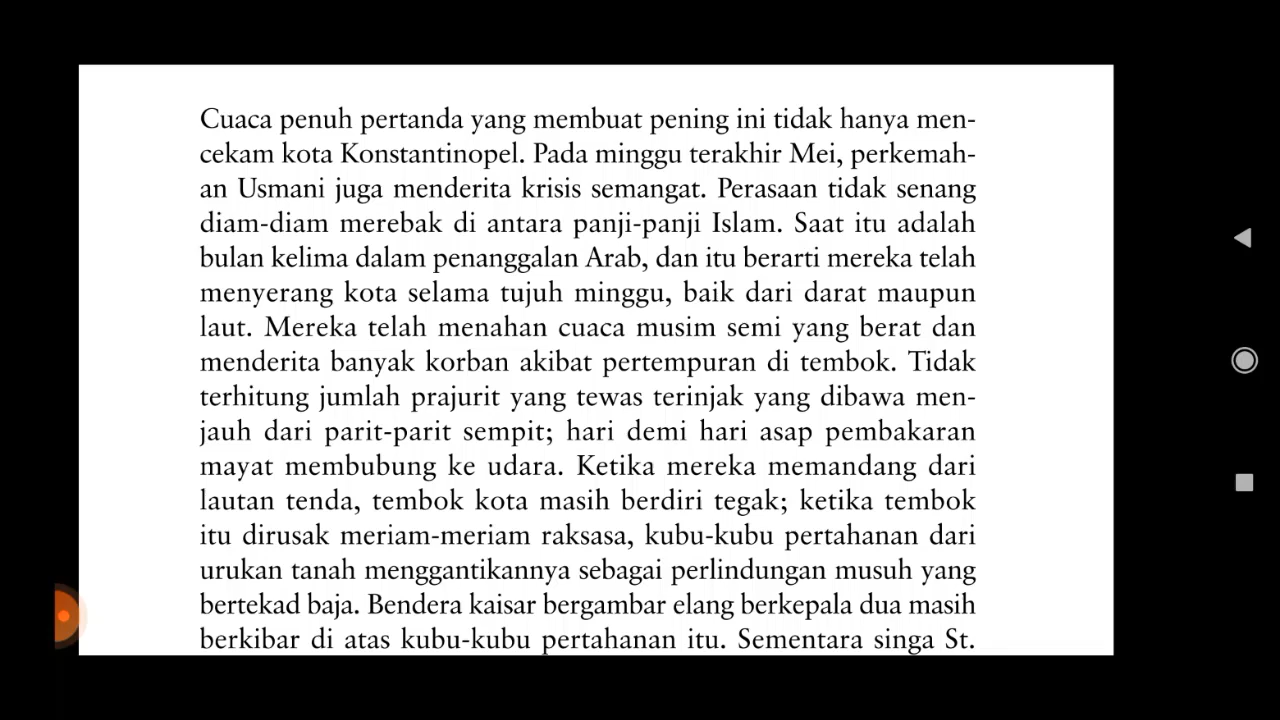 Cuaca penuh pertanda yang membuat pening ini tidak hanya men-
cekam kota Konstantinopel. Pada minggu terakhir Mei, perkemah-
an Usmani juga menderita krisis semangat. Perasaan tidak senang
diam-diam merebak di antara panji-panji Islam. Saat itu adalah
bulan kelima dalam penanggalan Arab, dan itu berarti mereka telah
menyerang kota selama tujuh minggu, baik dari darat maupun
laut. Mereka telah menahan cuaca musim semi yang berat dan
menderita banyak korban akibat pertempuran di tembok. Tidak
terhitung jumlah prajurit yang tewas terinjak yang dibawa men-
jauh dari parit-parit sempit; hari demi hari asap pembakaran
mayat membubung ke udara. Ketika mereka memandang dari
lautan tenda, tembok kota masih berdiri tegak; ketika tembok
itu dirusak meriam-meriam raksasa, kubu-kubu pertahanan dari
urukan tanah menggantikannya sebagai perlindungan musuh yang
bertekad baja. Bendera kaisar bergambar elang berkepala dua masih
berkibar di atas kubu-kubu pertahanan itu. Sementara singa St.